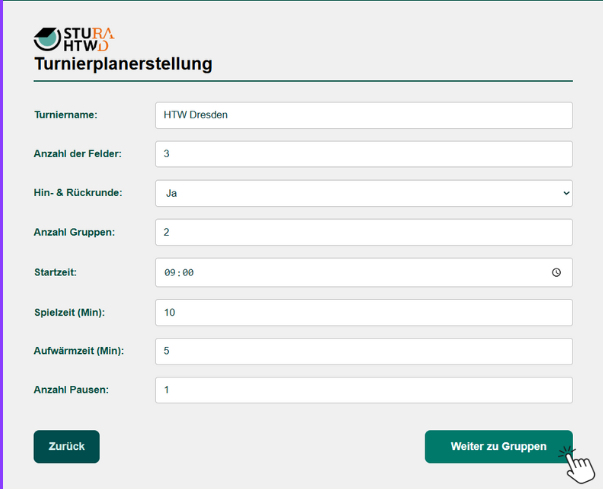 STURA
HTWD
Turnierplanerstellung
Turniername: HTW Dresden
Anzahl der Felder: 3
Hin- & Rückrunde: Ja
Anzahl Gruppen: 2
Startzeit: 09:00
Spielzeit (Min): 10
Aufwärmzeit (Min): 5
Anzahl Pausen: 1
Zurück Weiter zu Gruppen